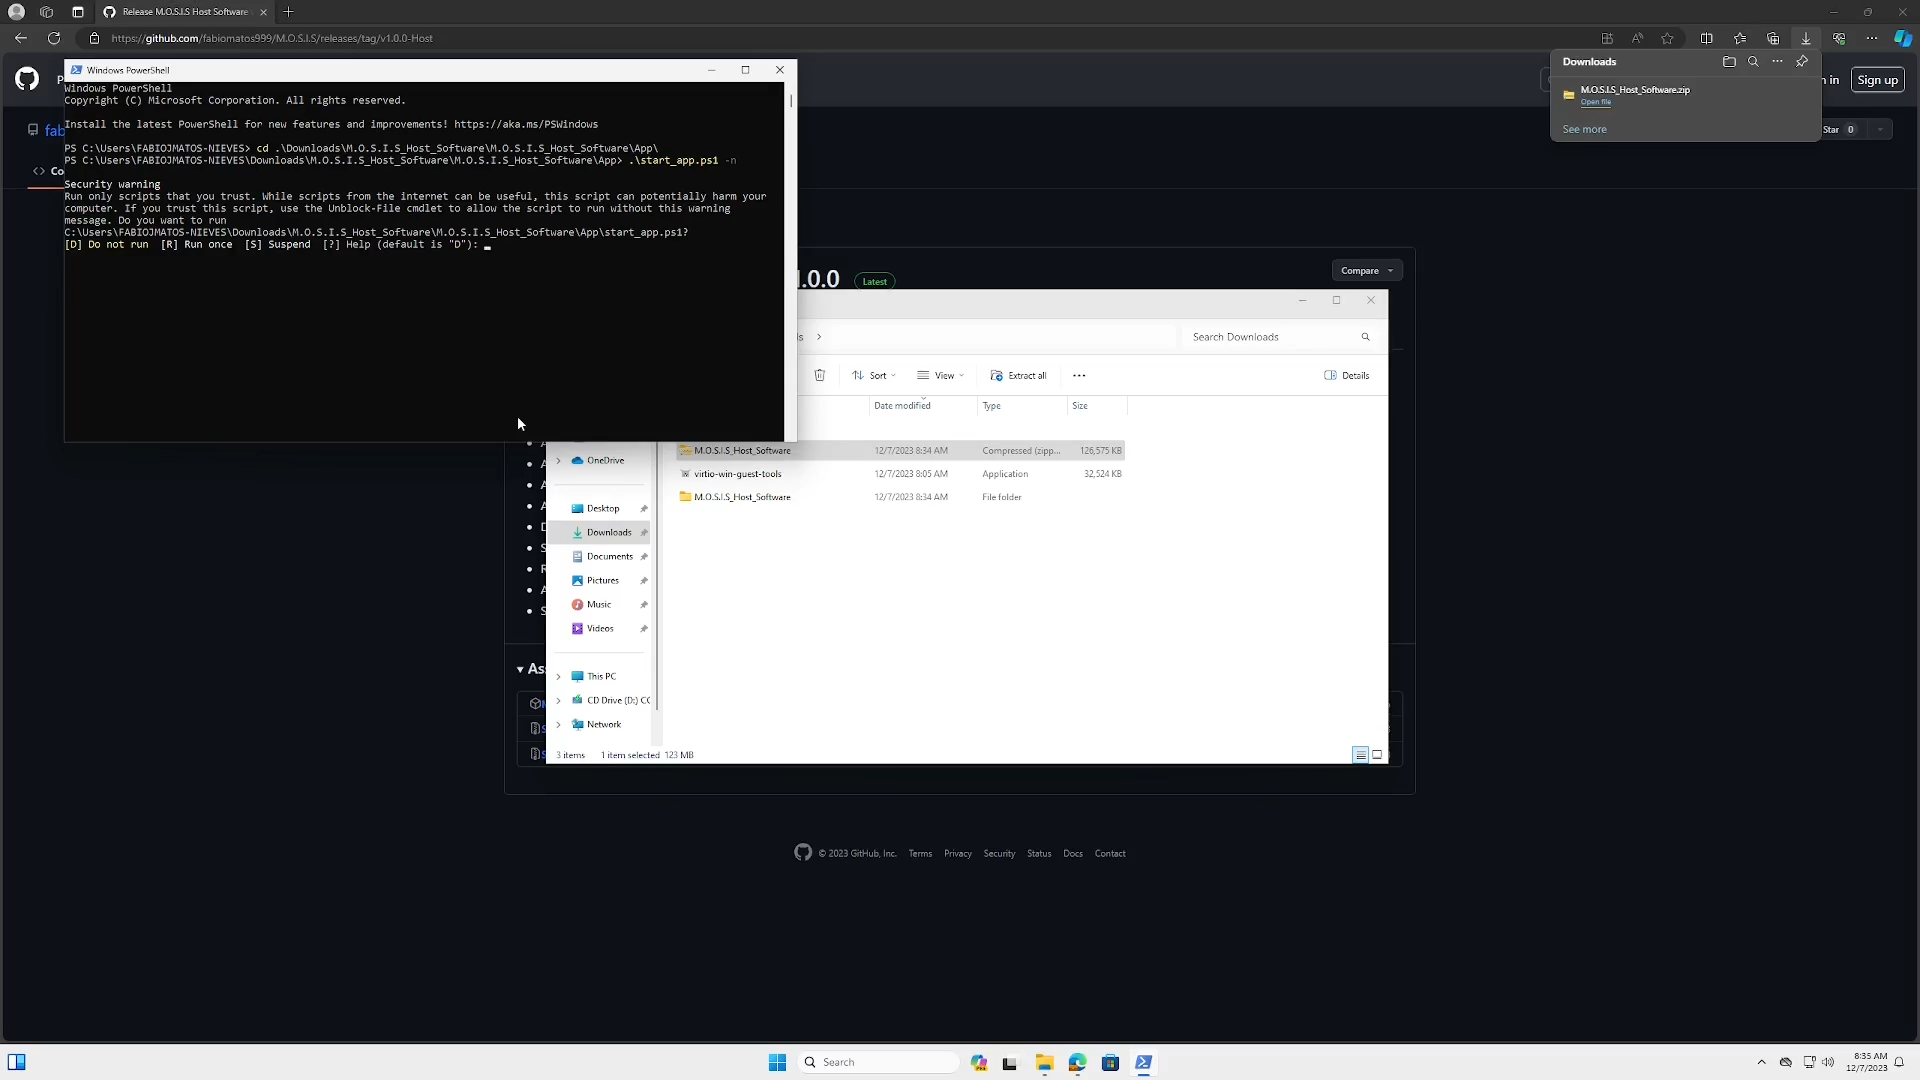 Release M.O.S.I.S Host Software
https://github.com/fabiomatos999/M.O.S.I.S/releases/tag/v1.0.0-Host
Downloads
M.O.S.I.S_Host_Software.zip
Open file
See more
in
Sign up
Star 0
fab
<> Co
Windows PowerShell
Windows PowerShell
Copyright (C) Microsoft Corporation. All rights reserved.
Install the latest PowerShell for new features and improvements! https://aka.ms/PSWindows
PS C:\Users\FABIOJMATOS-NIEVES> cd .\Downloads\M.O.S.I.S_Host_Software\M.O.S.I.S_Host_Software\App\
PS C:\Users\FABIOJMATOS-NIEVES\Downloads\M.O.S.I.S_Host_Software\M.O.S.I.S_Host_Software\App> .\start_app.ps1 -n
Security warning
Run only scripts that you trust. While scripts from the internet can be useful, this script can potentially harm your
computer. If you trust this script, use the Unblock-File cmdlet to allow the script to run without this warning
message. Do you want to run
C:\Users\FABIOJMATOS-NIEVES\Downloads\M.O.S.I.S_Host_Software\M.O.S.I.S_Host_Software\App\start_app.ps1?
[D] Do not run [R] Run once [S] Suspend [?] Help (default is "D"): _
.0.0 Latest
Compare
Search Downloads
Sort
View
Extract all
Details
Date modified Type Size
M.O.S.I.S_Host_Software 12/7/2023 8:34 AM Compressed (zipp... 126,575 KB
virtio-win-guest-tools 12/7/2023 8:05 AM Application 32,524 KB
M.O.S.I.S_Host_Software 12/7/2023 8:34 AM File folder
OneDrive
Desktop
Downloads
Documents
Pictures
Music
Videos
This PC
CD Drive (D:) CC
Network
3 items 1 item selected 123 MB
Ass
© 2023 GitHub, Inc. Terms Privacy Security Status Docs Contact
Search
8:35 AM
12/7/2023